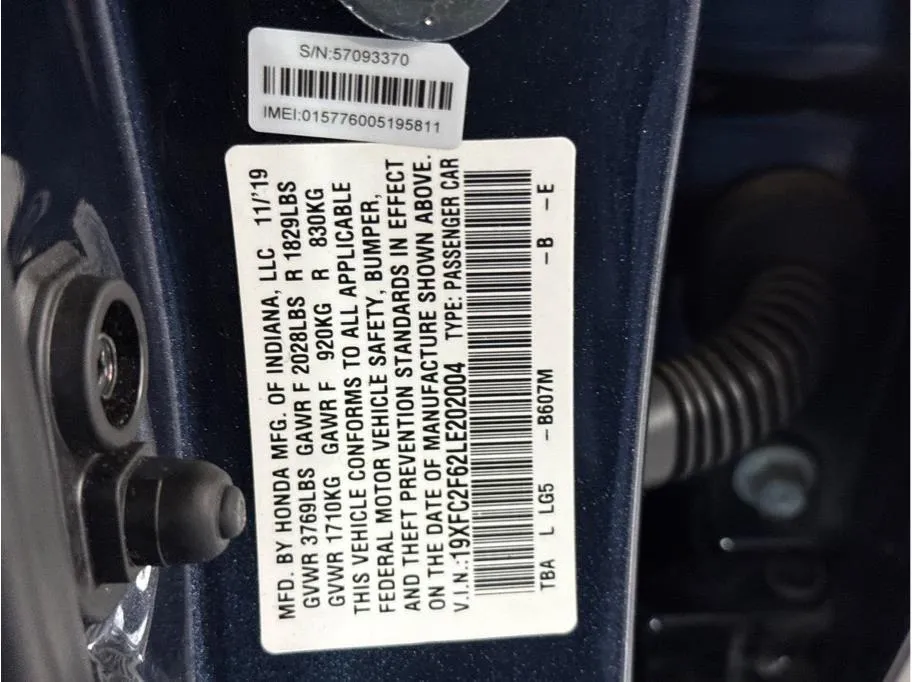 S/N:57093370
IMEI:015776005195811
MFD. BY HONDA MFG. OF INDIANA, LLC 11/'19
GVWR 3769LBS GAWR F 2028LBS R 1829LBS
GVWR 1710KG GAWR F 920KG R 830KG
THIS VEHICLE CONFORMS TO ALL APPLICABLE
FEDERAL MOTOR VEHICLE SAFETY, BUMPER,
AND THEFT PREVENTION STANDARDS IN EFFECT
ON THE DATE OF MANUFACTURE SHOWN ABOVE.
V.I.N.:19XFC2F62LE202004 TYPE: PASSENGER CAR
TBA L LG5 –B607M –B –E